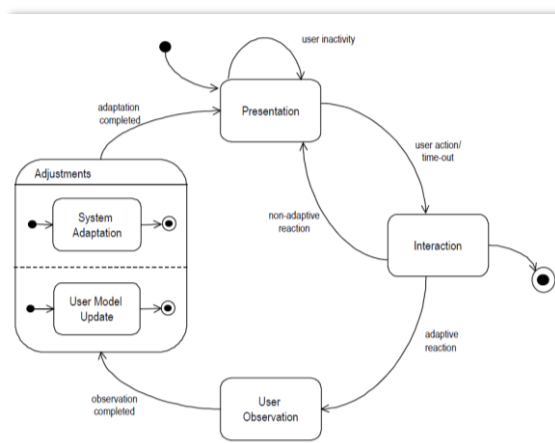 user inactivity
Presentation
adaptation
completed
user action/
time-out
Adjustments
System
Adaptation
non-adaptive
reaction
Interaction
User Model
Update
adaptive
reaction
observation
completed
User
Observation